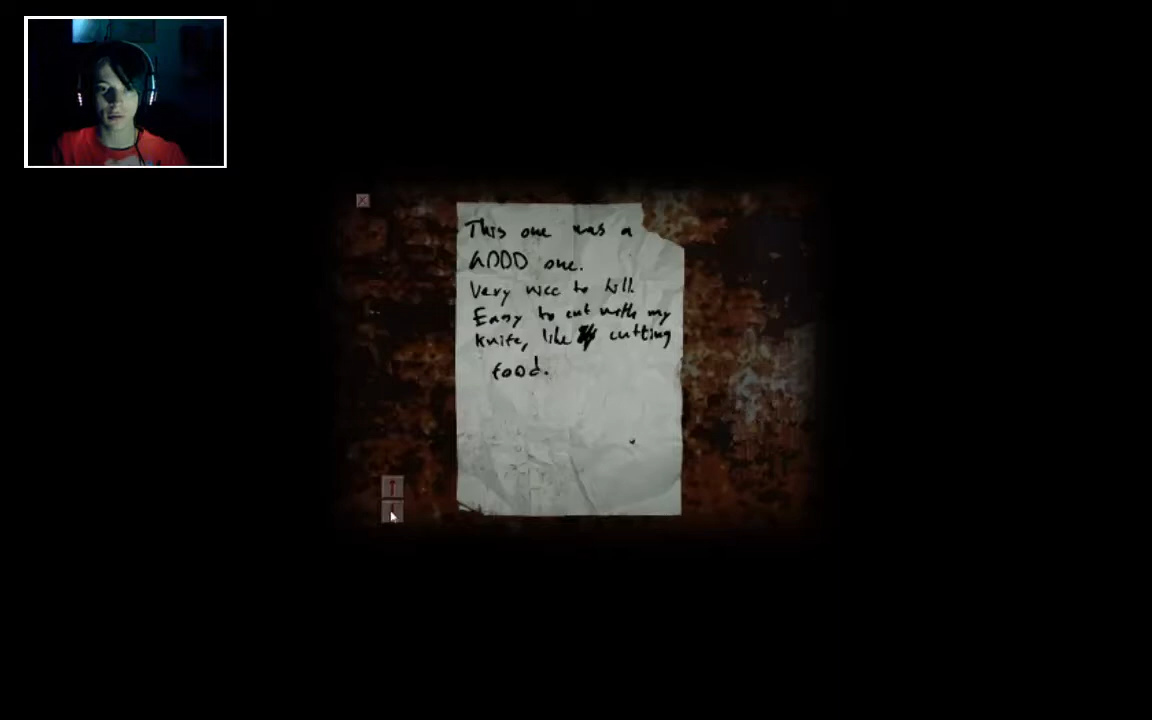 This one was a
GOOD one.
Very nice to kill.
Easy to cut with my
knife, like cutting
food.